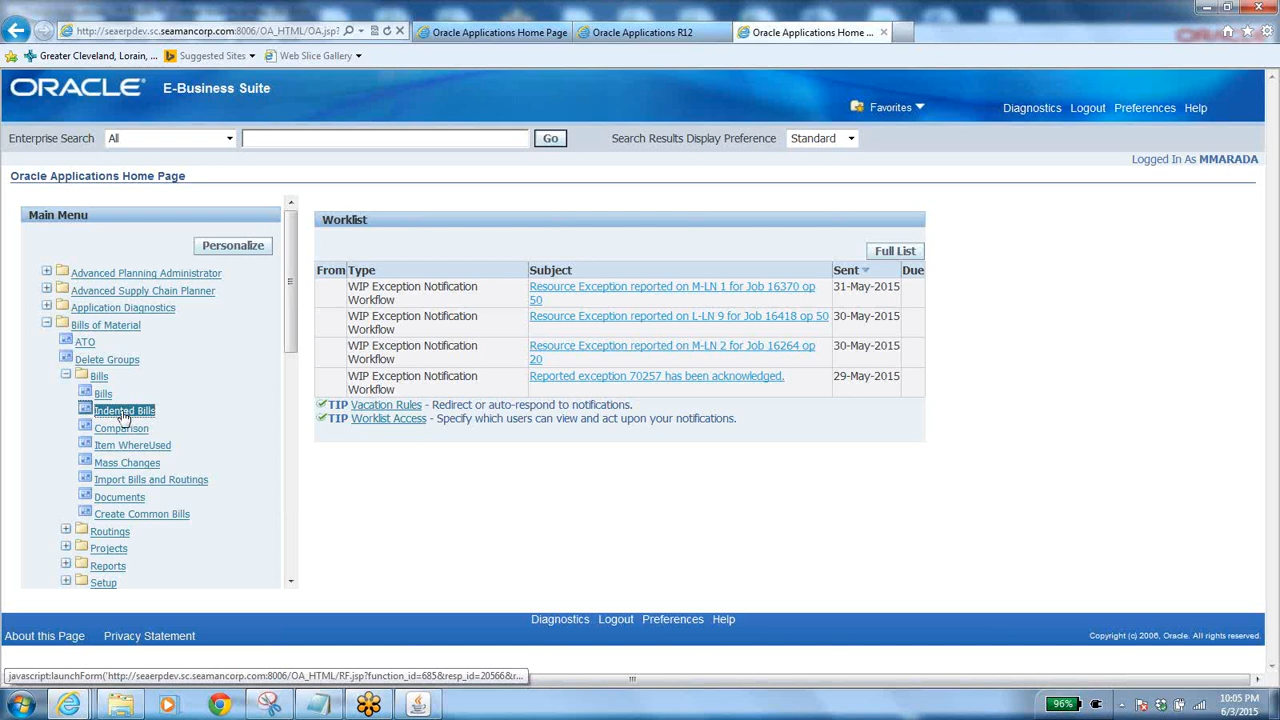 http://seaerpdev.sc.seamancorp.com:8006/OA_HTML/OA.jsp?
Oracle Applications Home Page
Oracle Applications R12
Oracle Applications Home ...
Greater Cleveland, Lorain, ...
Suggested Sites
Web Slice Gallery
ORACLE
E-Business Suite
Favorites
Diagnostics
Logout
Preferences
Help
Enterprise Search
All
Go
Search Results Display Preference
Standard
Logged In As MMARADA
Oracle Applications Home Page
Main Menu
Personalize
Advanced Planning Administrator
Advanced Supply Chain Planner
Application Diagnostics
Bills of Material
ATO
Delete Groups
Bills
Bills
Indented Bills
Comparison
Item WhereUsed
Mass Changes
Import Bills and Routings
Documents
Create Common Bills
Routings
Projects
Reports
Setup
Worklist
Full List
From Type Subject Sent Due
WIP Exception Notification Workflow Resource Exception reported on M-LN 1 for Job 16370 op 50 31-May-2015
WIP Exception Notification Workflow Resource Exception reported on L-LN 9 for Job 16418 op 50 30-May-2015
WIP Exception Notification Workflow Resource Exception reported on M-LN 2 for Job 16264 op 20 30-May-2015
WIP Exception Notification Workflow Reported exception 70257 has been acknowledged. 29-May-2015
TIP Vacation Rules - Redirect or auto-respond to notifications.
TIP Worklist Access - Specify which users can view and act upon your notifications.
Diagnostics Logout Preferences Help
About this Page Privacy Statement
Copyright (c) 2006, Oracle. All rights reserved.
javascript:launchForm('http://seaerpdev.sc.seamancorp.com:8006/OA_HTML/RF.jsp?function_id=685&resp_id=20566&r...
96%
10:05 PM
6/3/2015